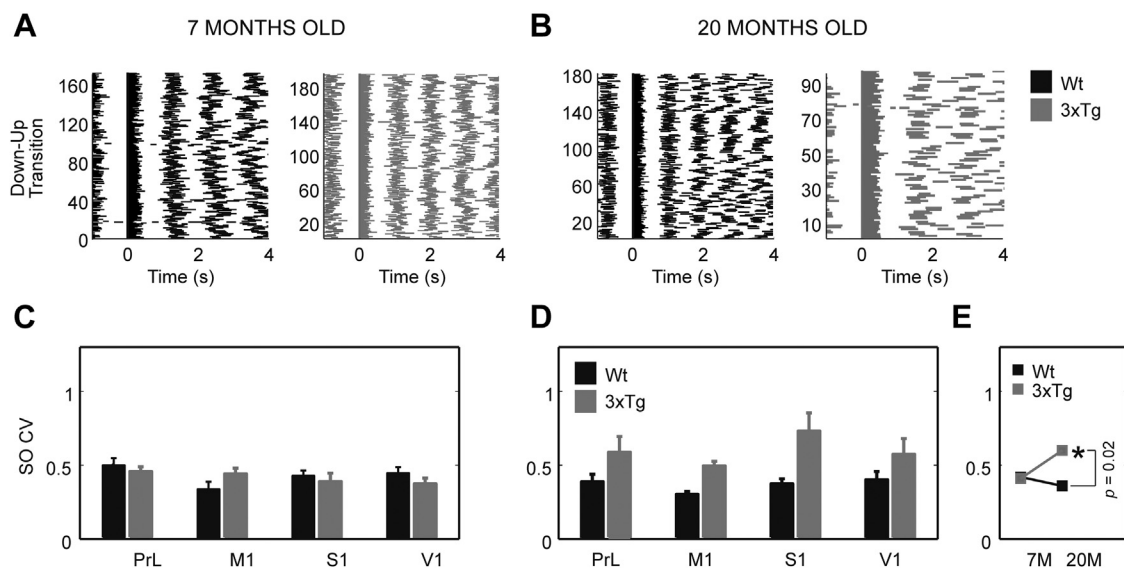 A 7 MONTHS OLD
B 20 MONTHS OLD
Wt
3xTg
Down-Up
Transition
160
120
80
40
0
0 2 4
Time (s)
180
140
100
60
20
0 2 4
Time (s)
180
140
100
60
20
0 2 4
Time (s)
90
70
50
30
10
0 2 4
Time (s)
C
SO CV
1
0.5
0
Wt
3xTg
PrL M1 S1 V1
D
1
0.5
0
Wt
3xTg
PrL M1 S1 V1
E
1
0.5
0
Wt
3xTg
*
p = 0.02
7M 20M